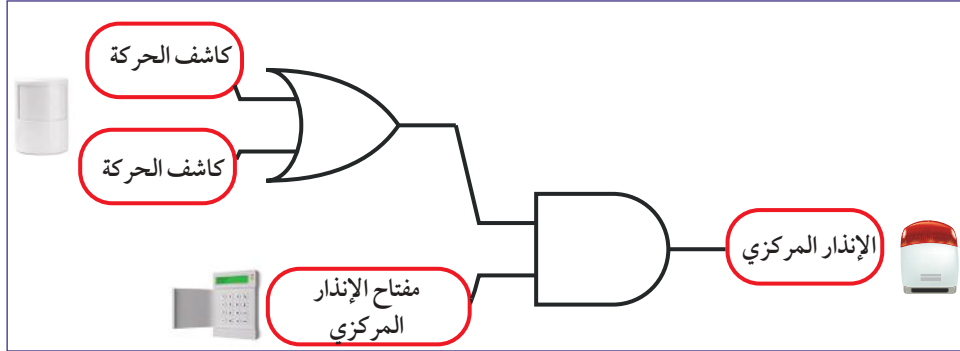 كاشف الحركة
كاشف الحركة
مفتاح الإنذار
المركزي
الإنذار المركزي